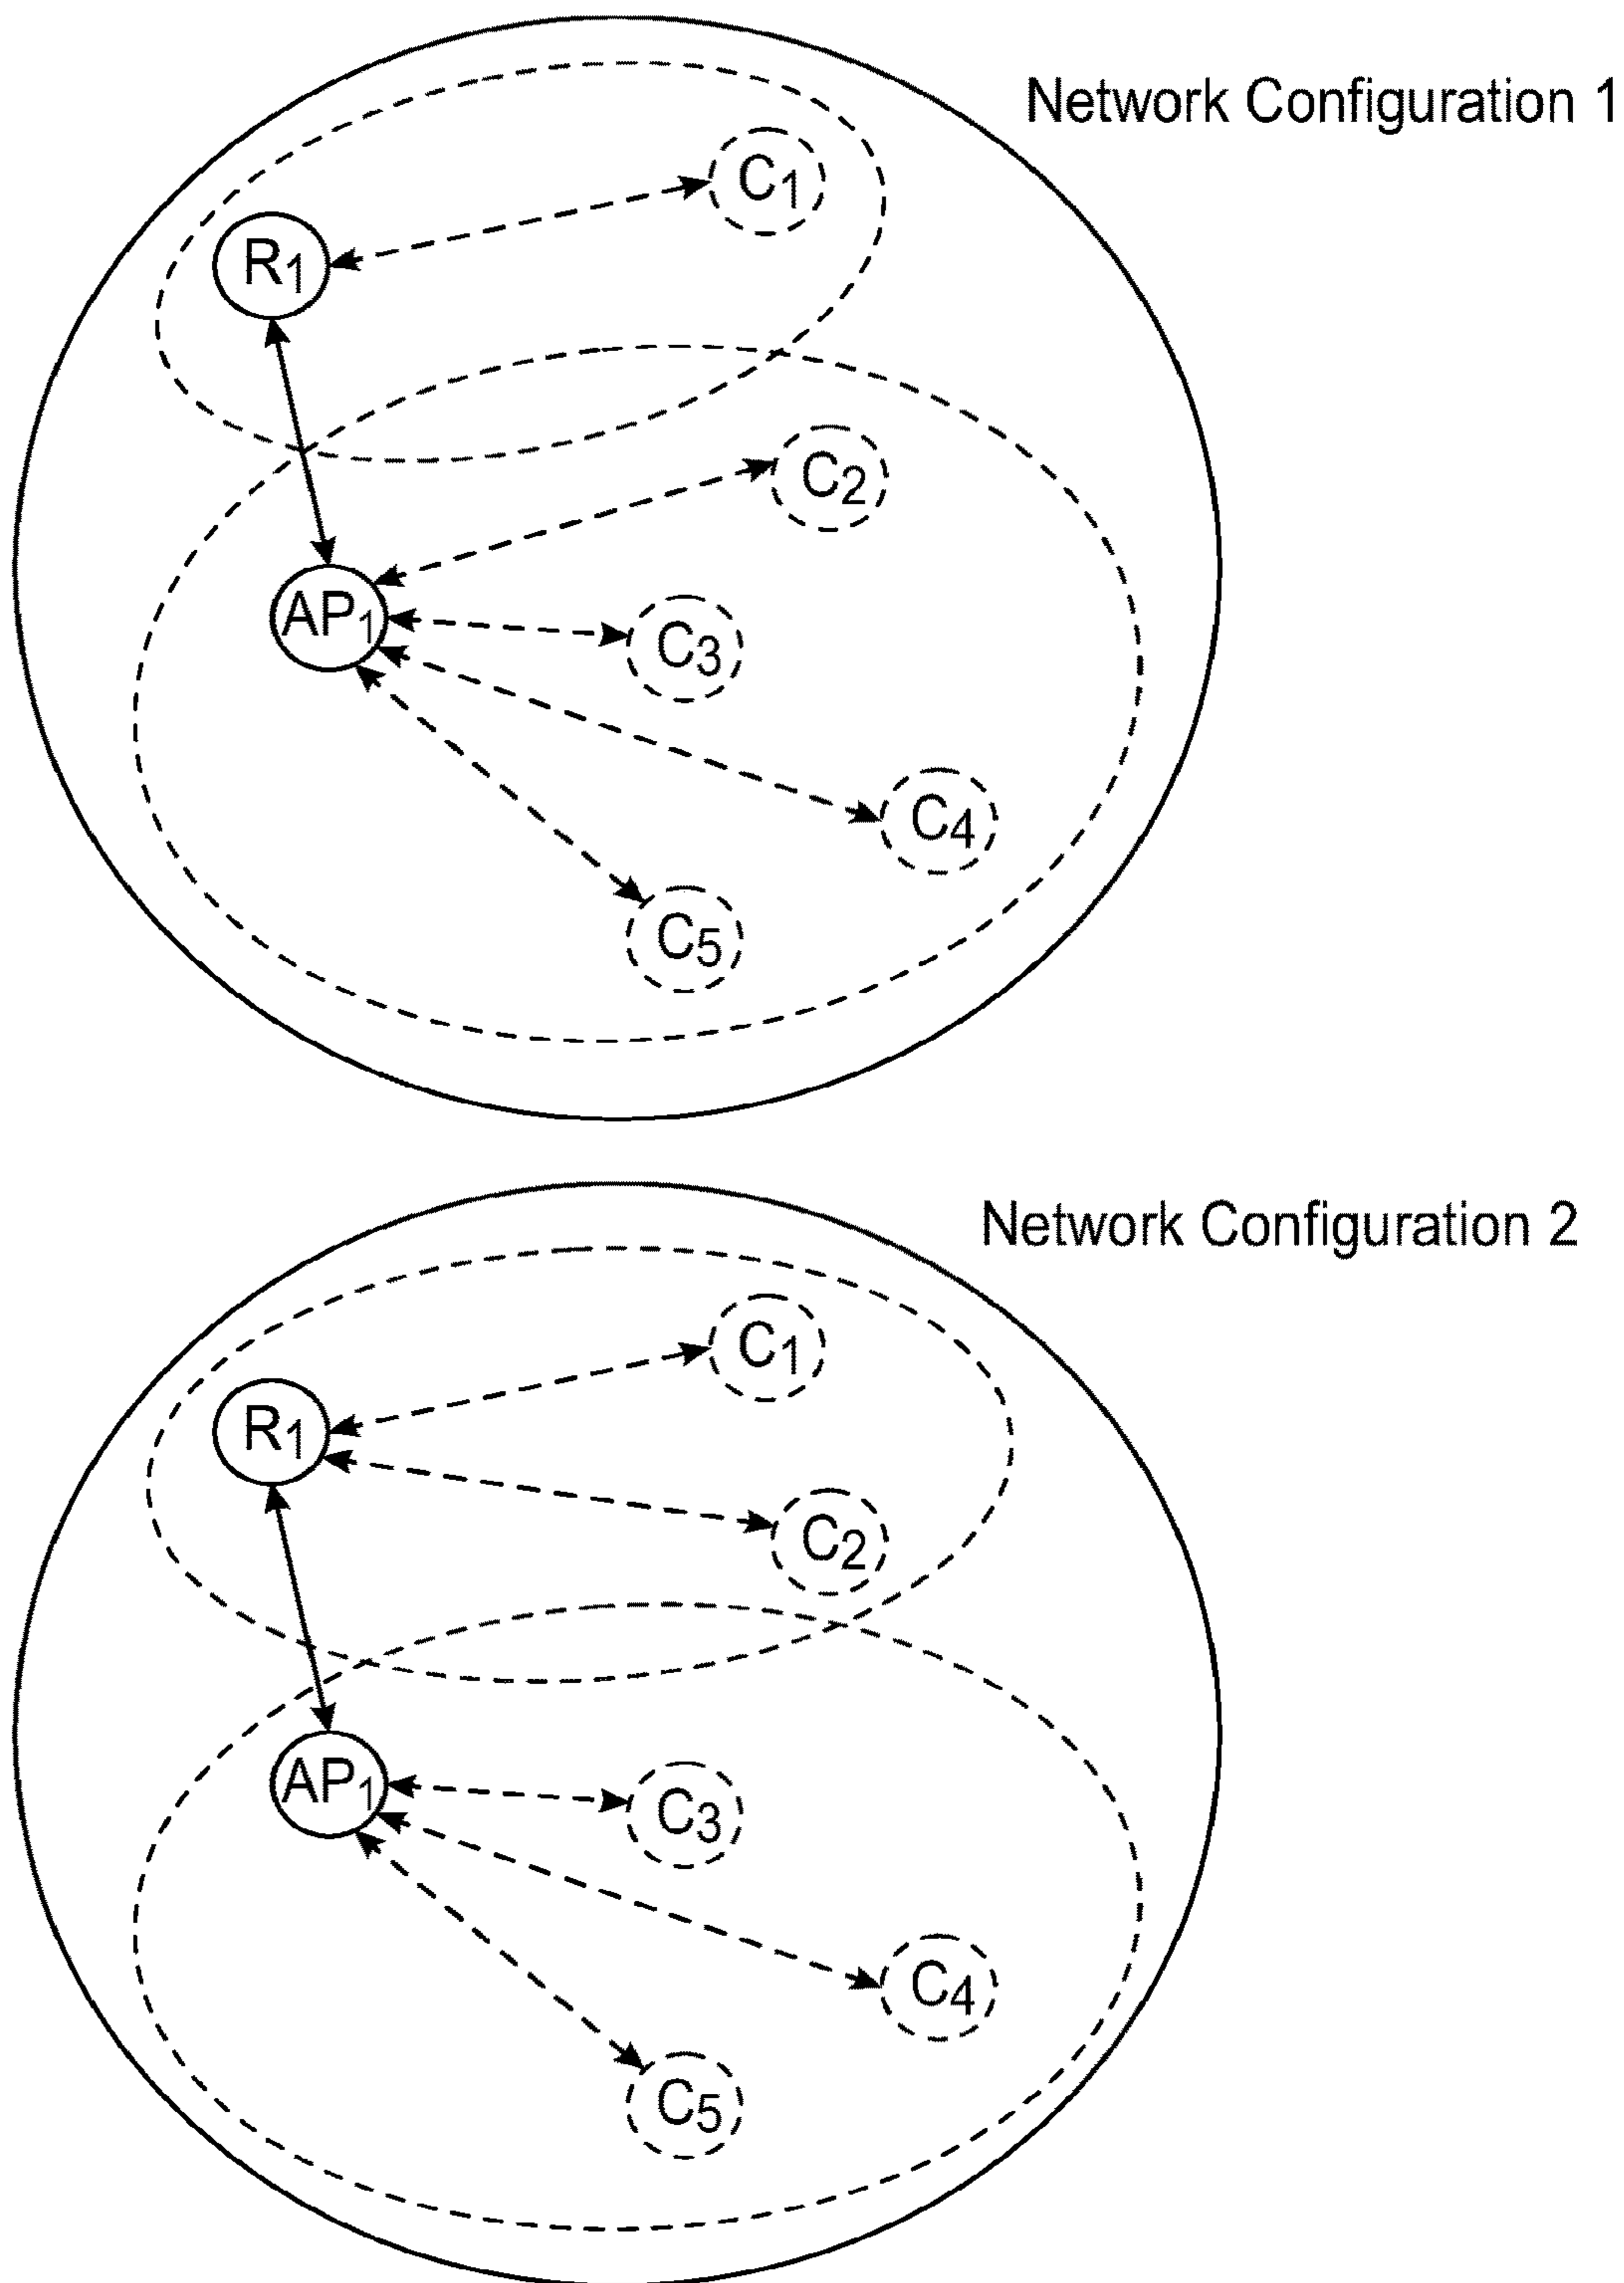 Network Configuration 1
C1
R1
C2
AP1
C3
C4
C5
Network Configuration 2
C1
R1
C2
AP1
C3
C4
C5